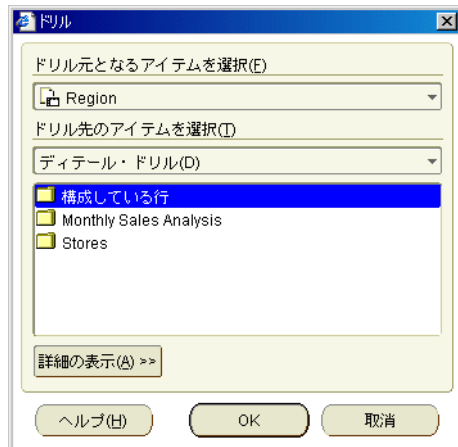 ドリル
ドリル元となるアイテムを選択(F)
Region
ドリル先のアイテムを選択(T)
ディテール・ドリル(D)
構成している行
Monthly Sales Analysis
Stores
詳細の表示(A) >>
ヘルプ(H)
OK
取消